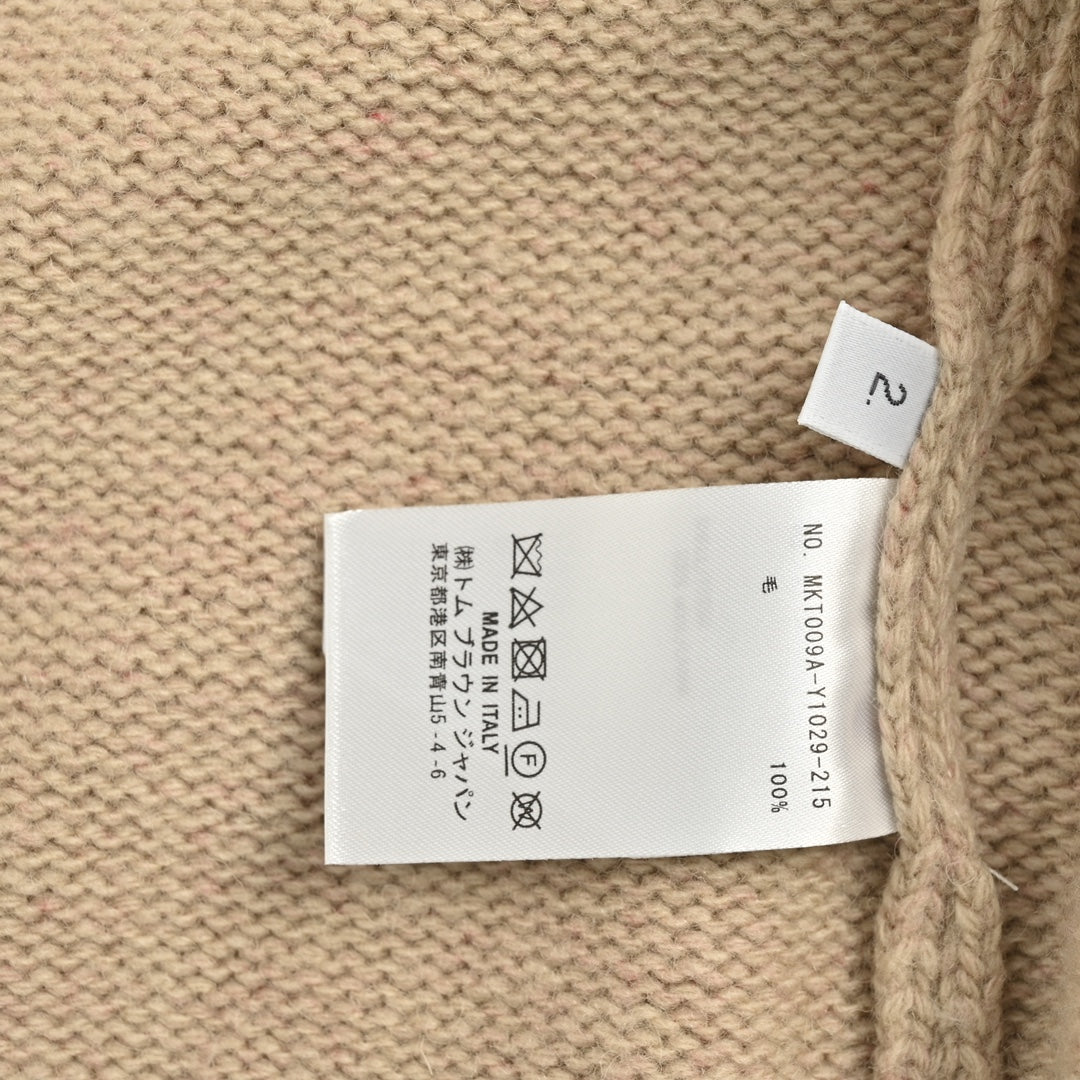 2.
NO. MKT009A-Y1029-215
毛 100%
F
W
MADE IN ITALY
㈱トム ブラウン ジャパン
東京都港区南青山5-4-6